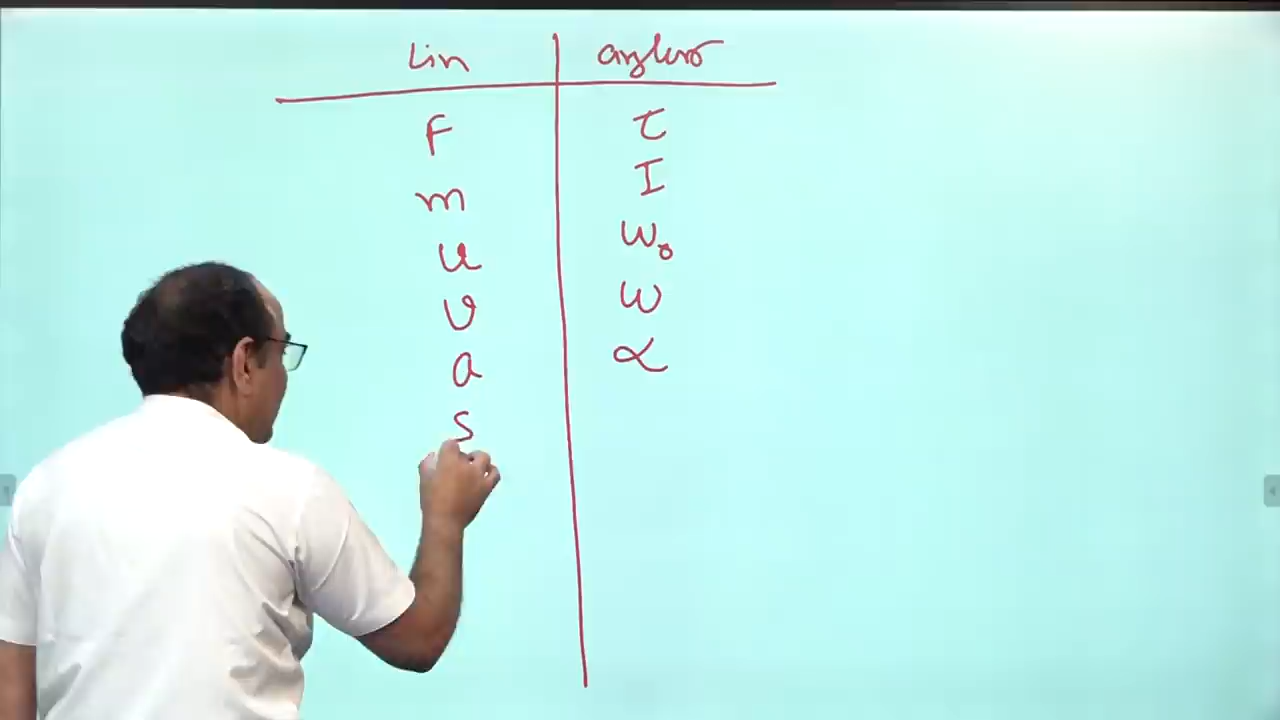 Lin angular
F τ
m I
u ω₀
v ω
a α
S